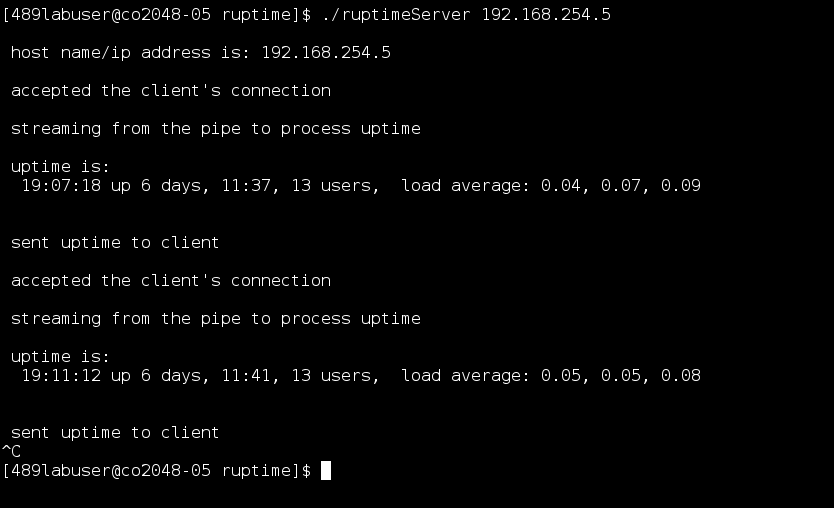 [489labuser@co2048-05 ruptime]$ ./ruptimeServer 192.168.254.5
host name/ip address is: 192.168.254.5
accepted the client's connection
streaming from the pipe to process uptime
uptime is:
19:07:18 up 6 days, 11:37, 13 users,  load average: 0.04, 0.07, 0.09
sent uptime to client
accepted the client's connection
streaming from the pipe to process uptime
uptime is:
19:11:12 up 6 days, 11:41, 13 users,  load average: 0.05, 0.05, 0.08
sent uptime to client
^C
[489labuser@co2048-05 ruptime]$